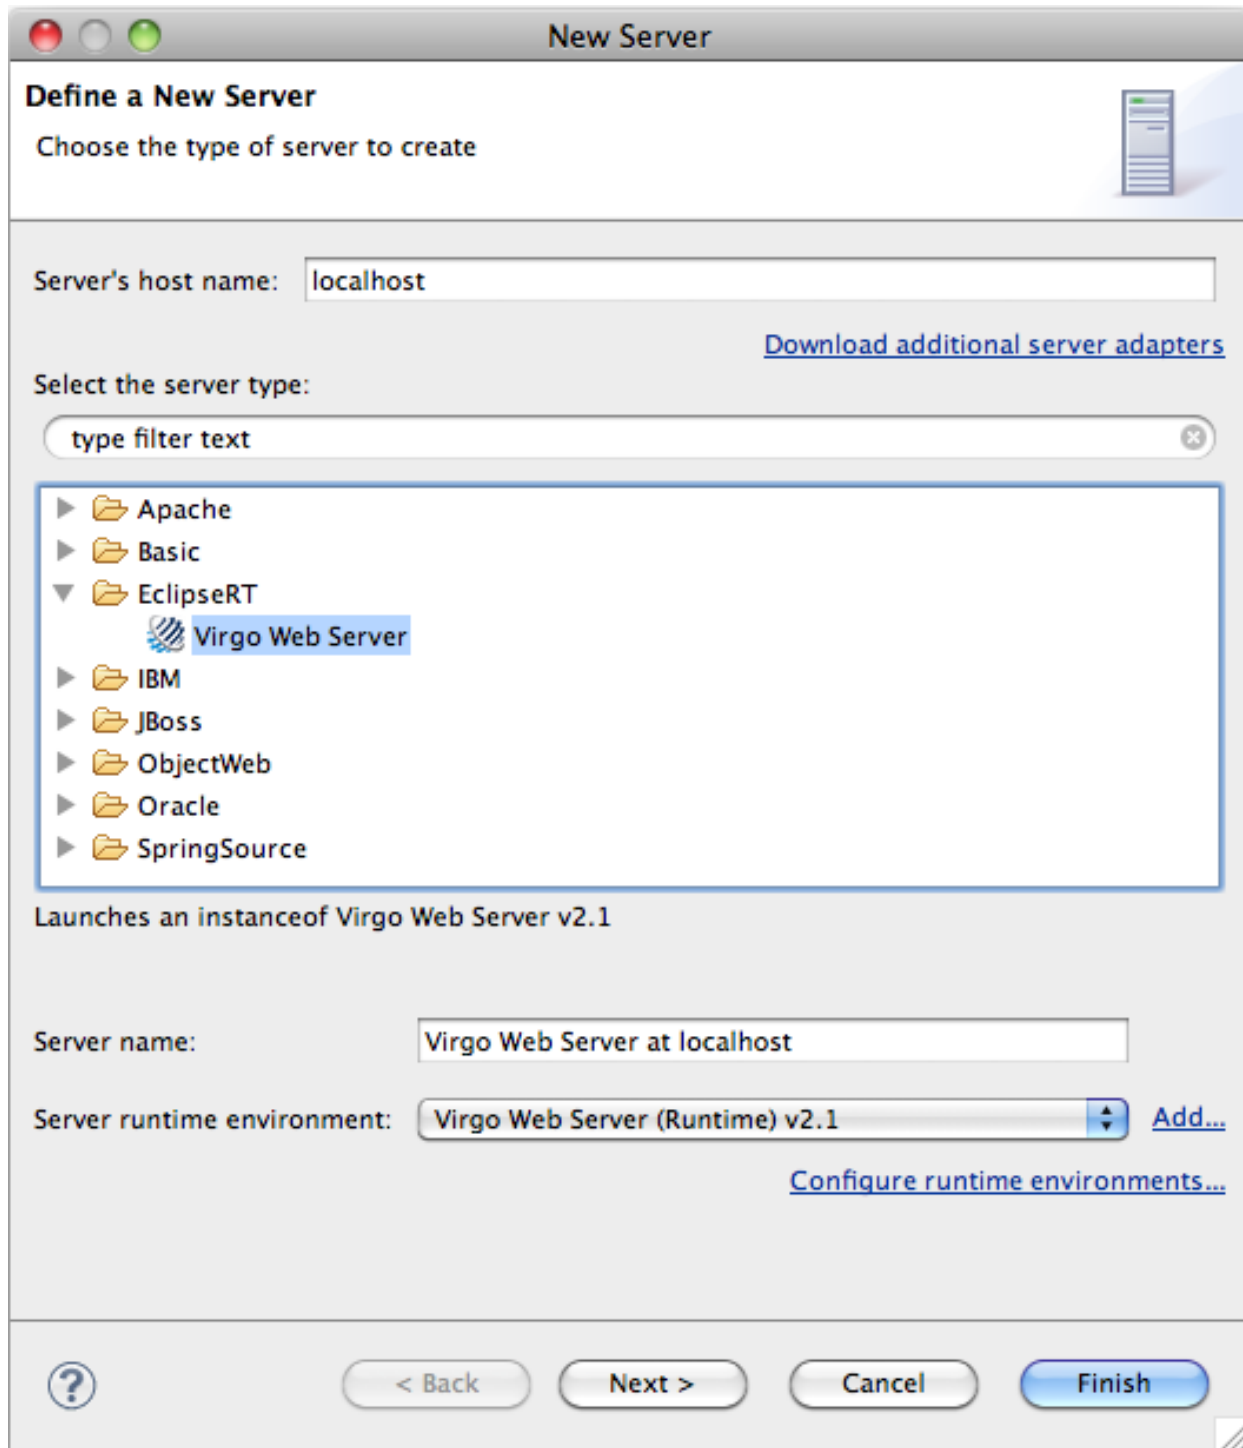 New Server
Define a New Server
Choose the type of server to create
Server's host name: localhost
Download additional server adapters
Select the server type:
type filter text
Apache
Basic
EclipseRT
Virgo Web Server
IBM
JBoss
ObjectWeb
Oracle
SpringSource
Launches an instanceof Virgo Web Server v2.1
Server name: Virgo Web Server at localhost
Server runtime environment: Virgo Web Server (Runtime) v2.1 Add...
Configure runtime environments...
? < Back Next > Cancel Finish